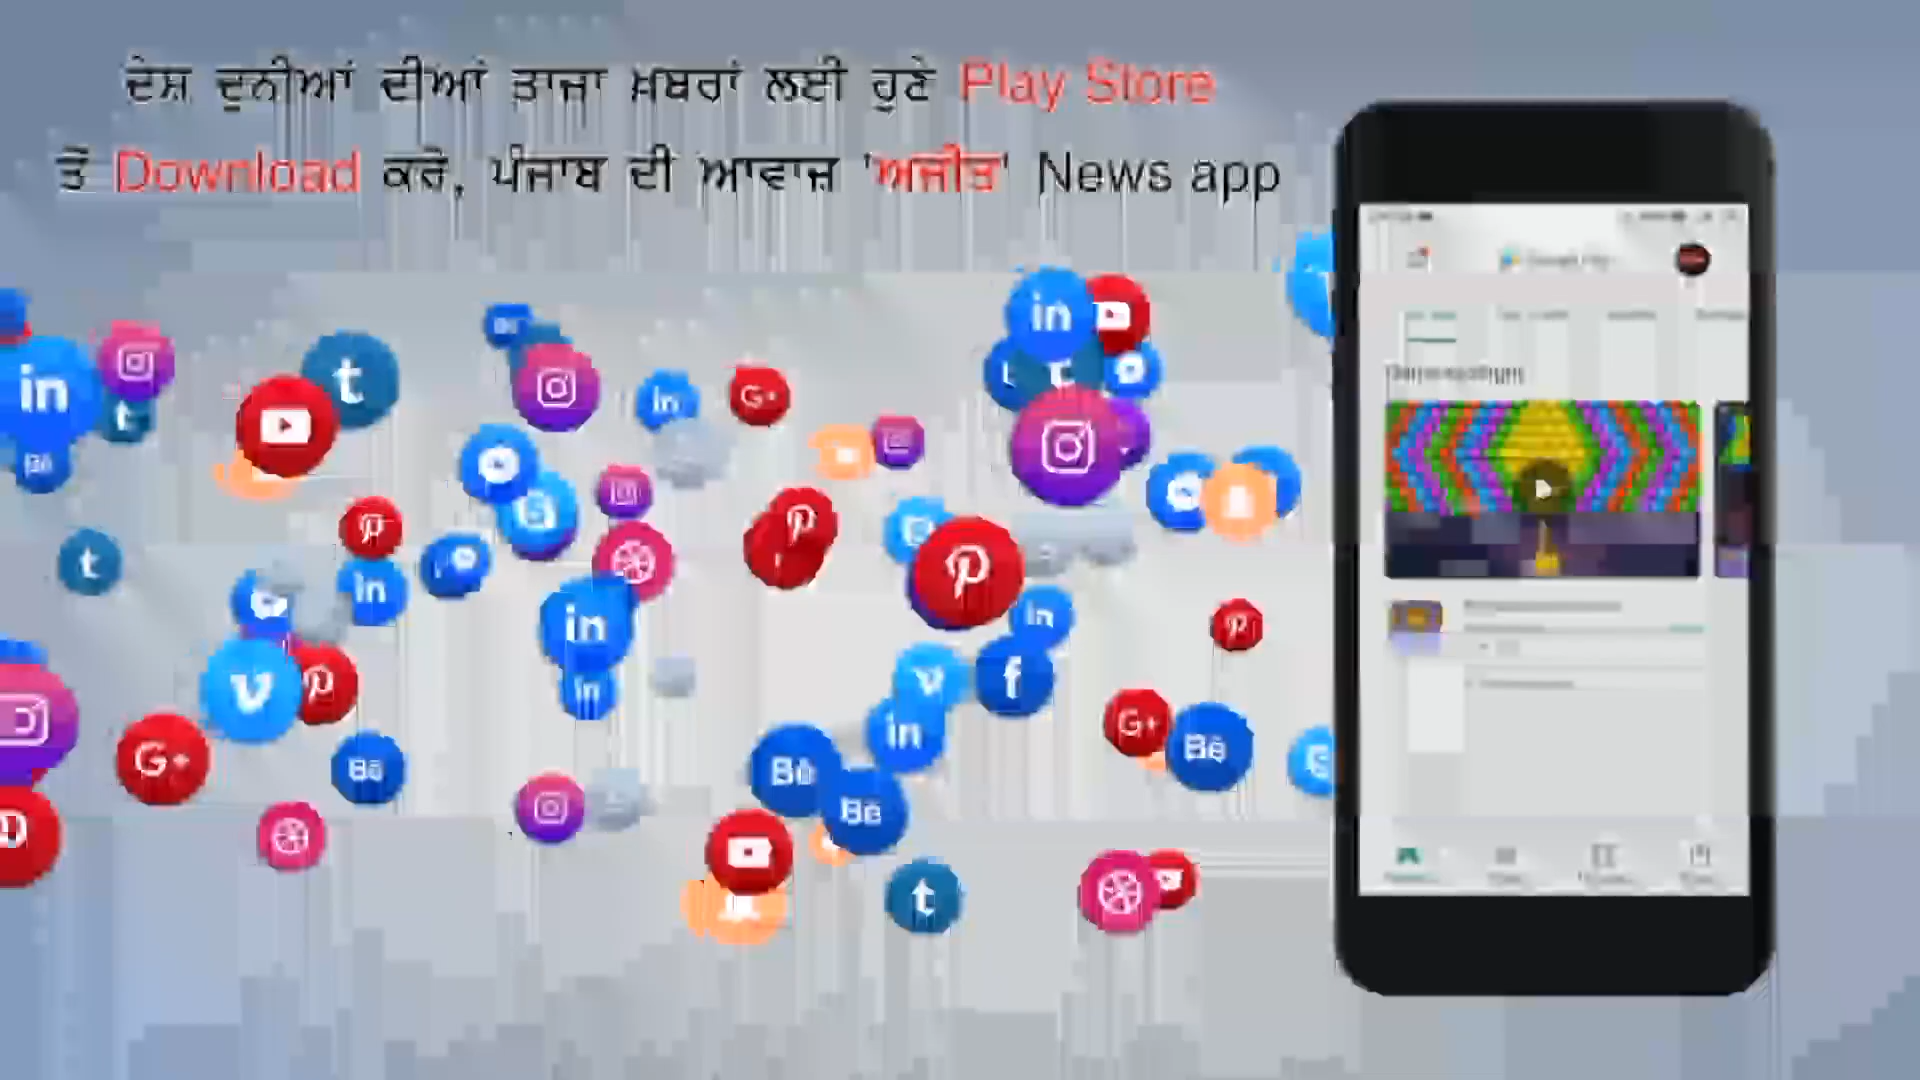 ਦੇਸ਼ ਦੁਨੀਆਂ ਦੀਆਂ ਤਾਜ਼ਾ ਖ਼ਬਰਾਂ ਲਈ ਹੁਣੇ Play Store
ਤੋਂ Download ਕਰੋ, ਪੰਜਾਬ ਦੀ ਆਵਾਜ਼ 'ਅਜੀਤ' News app